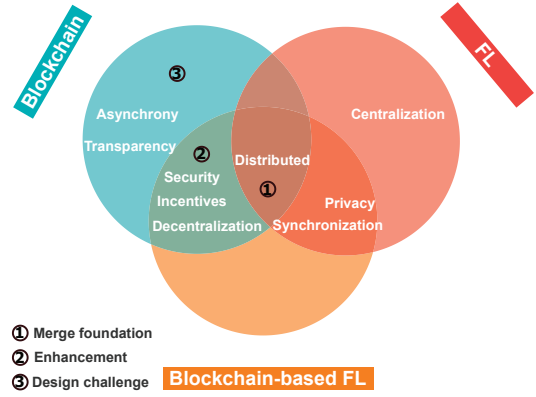 Blockchain
FL
③
Asynchrony
Centralization
Transparency
②
Distributed
Security
①
Incentives
Privacy
Decentralization
Synchronization
① Merge foundation
② Enhancement
③ Design challenge
Blockchain-based FL